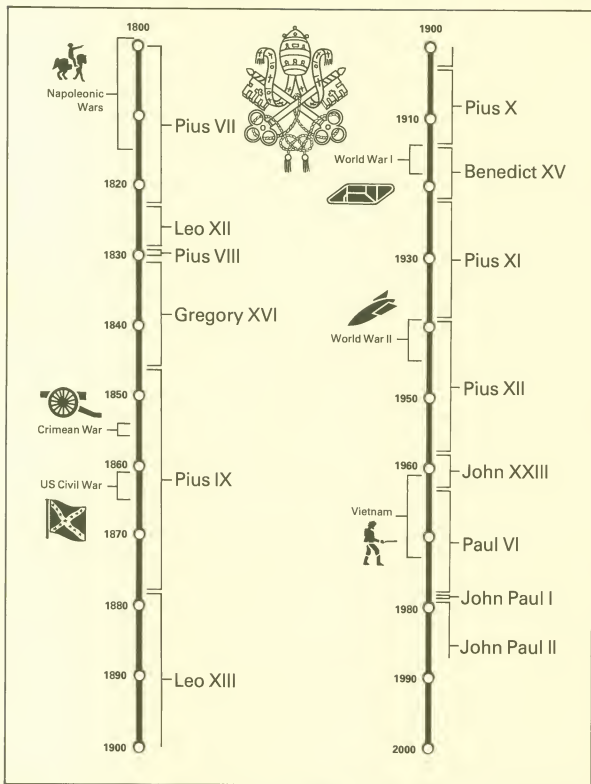 1800
Napoleonic
Wars
Pius VII
1820
Leo XII
1830
Pius VIII
Gregory XVI
1840
1850
Crimean War
1860
Pius IX
US Civil War
1870
1880
1890
Leo XIII
1900
1900
Pius X
1910
World War I
Benedict XV
1930
Pius XI
World War II
Pius XII
1950
1960
John XXIII
Vietnam
Paul VI
John Paul I
1980
John Paul II
1990
2000